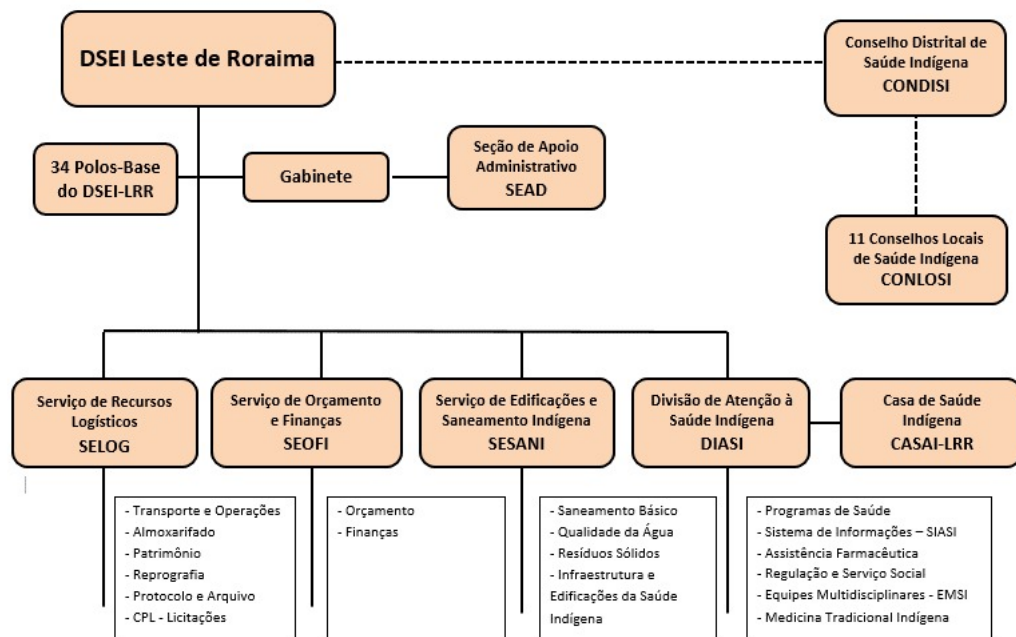 DSEI Leste de Roraima
Conselho Distrital de
Saúde Indígena
CONDISI
34 Polos-Base
do DSEI-LRR
Gabinete
Seção de Apoio
Administrativo
SEAD
11 Conselhos Locais
de Saúde Indígena
CONLOSI
Serviço de Recursos
Logísticos
SELOG
Serviço de Orçamento
e Finanças
SEOFI
Serviço de Edificações e
Saneamento Indígena
SESANI
Divisão de Atenção à
Saúde Indígena
DIASI
Casa de Saúde
Indígena
CASAI-LRR
- Transporte e Operações
- Almoxarifado
- Patrimônio
- Reprografia
- Protocolo e Arquivo
- CPL - Licitações
- Orçamento
- Finanças
- Saneamento Básico
- Qualidade da Água
- Resíduos Sólidos
- Infraestrutura e
Edificações da Saúde
Indígena
- Programas de Saúde
- Sistema de Informações – SIASI
- Assistência Farmacêutica
- Regulação e Serviço Social
- Equipes Multidisciplinares - EMSI
- Medicina Tradicional Indígena